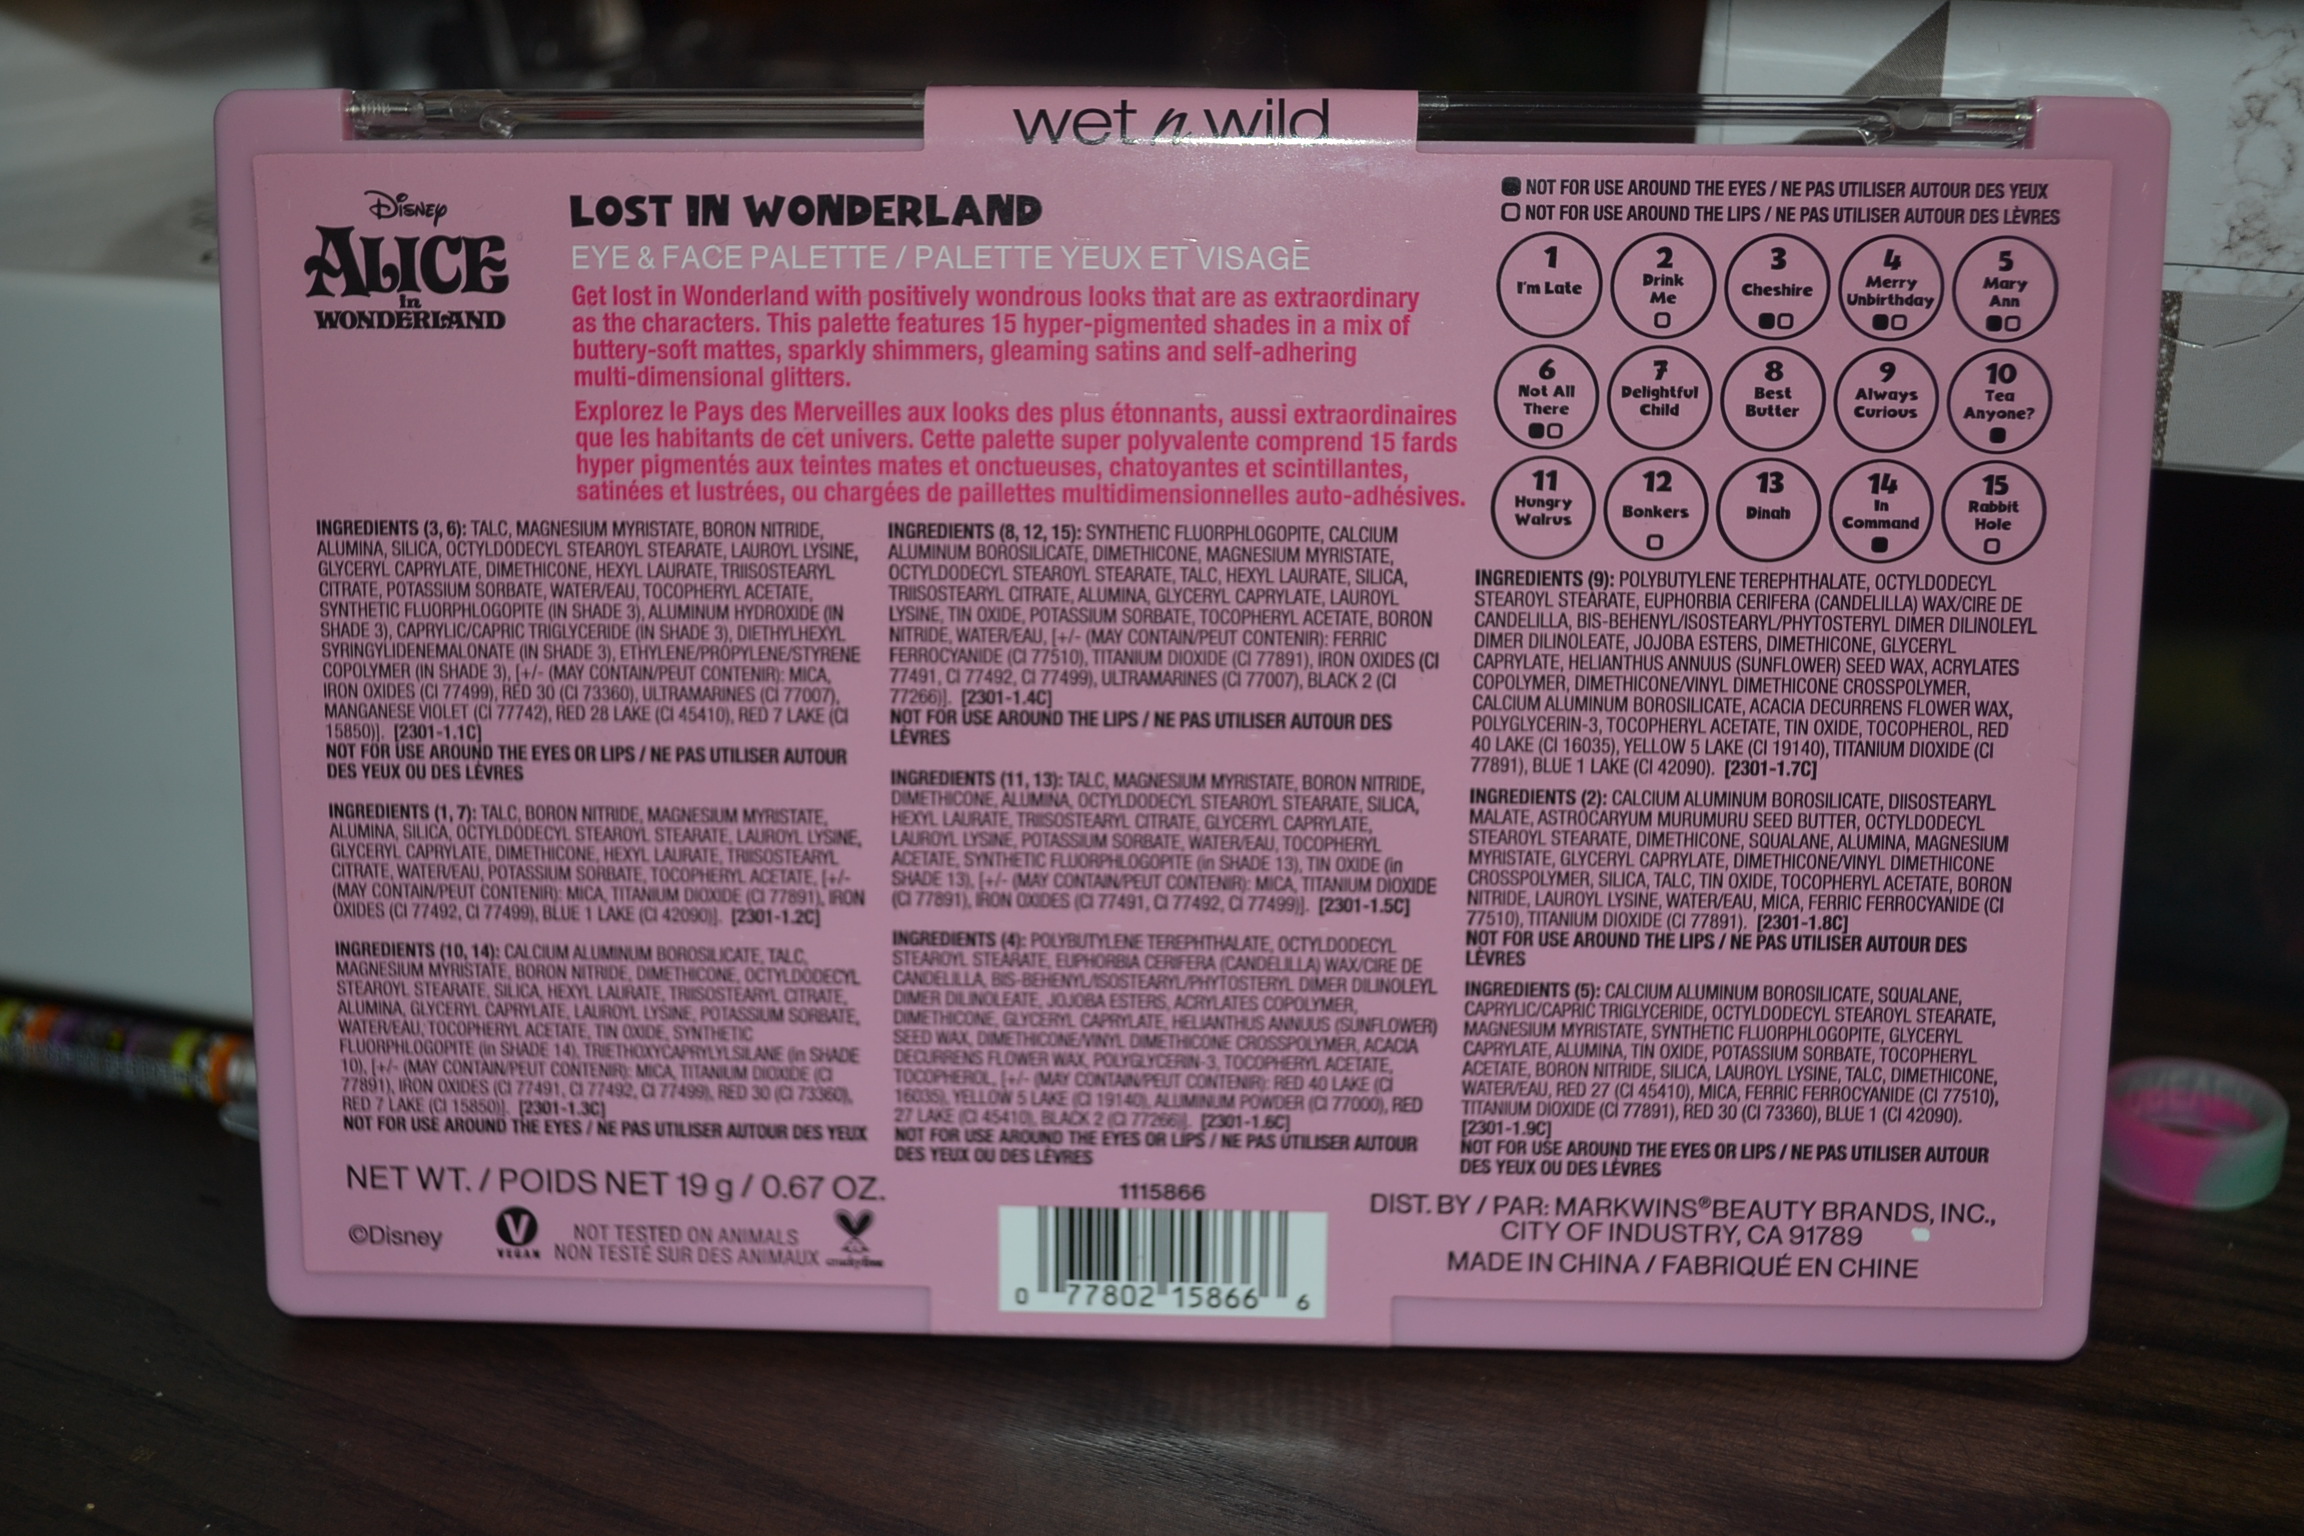 wet n wild
Disney
ALICE
in
WONDERLAND
LOST IN WONDERLAND
EYE & FACE PALETTE / PALETTE YEUX ET VISAGE
Get lost in Wonderland with positively wondrous looks that are as extraordinary
as the characters. This palette features 15 hyper-pigmented shades in a mix of
buttery-soft mattes, sparkly shimmers, gleaming satins and self-adhering
multi-dimensional glitters.
Explorez le Pays des Merveilles aux looks des plus étonnants, aussi extraordinaires
que les habitants de cet univers. Cette palette super polyvalente comprend 15 fards
hyper pigmentés aux teintes mates et onctueuses, chatoyantes et scintillantes,
satinées et lustrées, ou chargées de paillettes multidimensionnelles auto-adhésives.
NOT FOR USE AROUND THE EYES / NE PAS UTILISER AUTOUR DES YEUX
NOT FOR USE AROUND THE LIPS / NE PAS UTILISER AUTOUR DES LÈVRES
1
I'm Late
2
Drink
Me
3
Cheshire
4
Merry
Unbirthday
5
Mary
Ann
6
Not All
There
7
Delightful
Child
8
Best
Butter
9
Always
Curious
10
Tea
Anyone?
11
Hungry
Walrus
12
Bonkers
13
Dinah
14
In
Command
15
Rabbit
Hole
INGREDIENTS (3, 6): TALC, MAGNESIUM MYRISTATE, BORON NITRIDE,
ALUMINA, SILICA, OCTYLDODECYL STEAROYL STEARATE, LAUROYL LYSINE,
GLYCERYL CAPRYLATE, DIMETHICONE, HEXYL LAURATE, TRIISOSTEARYL
CITRATE, POTASSIUM SORBATE, WATER/EAU, TOCOPHERYL ACETATE,
SYNTHETIC FLUORPHLOGOPITE (IN SHADE 3), ALUMINUM HYDROXIDE (IN
SHADE 3), CAPRYLIC/CAPRIC TRIGLYCERIDE (IN SHADE 3), DIETHYLHEXYL
SYRINGYLIDENEMALONATE (IN SHADE 3), ETHYLENE/PROPYLENE/STYRENE
COPOLYMER (IN SHADE 3), [+/- (MAY CONTAIN/PEUT CONTENIR): MICA,
IRON OXIDES (CI 77499), RED 30 (CI 73360), ULTRAMARINES (CI 77007),
MANGANESE VIOLET (CI 77742), RED 28 LAKE (CI 45410), RED 7 LAKE (CI
15850)]. [2301-1.1C]
NOT FOR USE AROUND THE EYES OR LIPS / NE PAS UTILISER AUTOUR
DES YEUX OU DES LÈVRES
INGREDIENTS (1, 7): TALC, BORON NITRIDE, MAGNESIUM MYRISTATE,
ALUMINA, SILICA, OCTYLDODECYL STEAROYL STEARATE, LAUROYL LYSINE,
GLYCERYL CAPRYLATE, DIMETHICONE, HEXYL LAURATE, TRIISOSTEARYL
CITRATE, WATER/EAU, POTASSIUM SORBATE, TOCOPHERYL ACETATE, [+/-
(MAY CONTAIN/PEUT CONTENIR): MICA, TITANIUM DIOXIDE (CI 77891), IRON
OXIDES (CI 77492, CI 77499), BLUE 1 LAKE (CI 42090)]. [2301-1.2C]
INGREDIENTS (10, 14): CALCIUM ALUMINUM BOROSILICATE, TALC,
MAGNESIUM MYRISTATE, BORON NITRIDE, DIMETHICONE, OCTYLDODECYL
STEAROYL STEARATE, SILICA, HEXYL LAURATE, TRIISOSTEARYL CITRATE,
ALUMINA, GLYCERYL CAPRYLATE, LAUROYL LYSINE, POTASSIUM SORBATE,
WATER/EAU, TOCOPHERYL ACETATE, TIN OXIDE, SYNTHETIC
FLUORPHLOGOPITE (in SHADE 14), TRIETHOXYCAPRYLYLSILANE (in SHADE
10), [+/- (MAY CONTAIN/PEUT CONTENIR): MICA, TITANIUM DIOXIDE (CI
77891), IRON OXIDES (CI 77491, CI 77492, CI 77499), RED 30 (CI 73360),
RED 7 LAKE (CI 15850)]. [2301-1.3C]
NOT FOR USE AROUND THE EYES / NE PAS UTILISER AUTOUR DES YEUX
INGREDIENTS (8, 12, 15): SYNTHETIC FLUORPHLOGOPITE, CALCIUM
ALUMINUM BOROSILICATE, DIMETHICONE, MAGNESIUM MYRISTATE,
OCTYLDODECYL STEAROYL STEARATE, TALC, HEXYL LAURATE, SILICA,
TRIISOSTEARYL CITRATE, ALUMINA, GLYCERYL CAPRYLATE, LAUROYL
LYSINE, TIN OXIDE, POTASSIUM SORBATE, TOCOPHERYL ACETATE, BORON
NITRIDE, WATER/EAU, [+/- (MAY CONTAIN/PEUT CONTENIR): FERRIC
FERROCYANIDE (CI 77510), TITANIUM DIOXIDE (CI 77891), IRON OXIDES (CI
77491, CI 77492, CI 77499), ULTRAMARINES (CI 77007), BLACK 2 (CI
77266)]. [2301-1.4C]
NOT FOR USE AROUND THE LIPS / NE PAS UTILISER AUTOUR DES
LÈVRES
INGREDIENTS (11, 13): TALC, MAGNESIUM MYRISTATE, BORON NITRIDE,
DIMETHICONE, ALUMINA, OCTYLDODECYL STEAROYL STEARATE, SILICA,
HEXYL LAURATE, TRIISOSTEARYL CITRATE, GLYCERYL CAPRYLATE,
LAUROYL LYSINE, POTASSIUM SORBATE, WATER/EAU, TOCOPHERYL
ACETATE, SYNTHETIC FLUORPHLOGOPITE (in SHADE 13), TIN OXIDE (in
SHADE 13), [+/- (MAY CONTAIN/PEUT CONTENIR): MICA, TITANIUM DIOXIDE
(CI 77891), IRON OXIDES (CI 77491, CI 77492, CI 77499)]. [2301-1.5C]
INGREDIENTS (4): POLYBUTYLENE TEREPHTHALATE, OCTYLDODECYL
STEAROYL STEARATE, EUPHORBIA CERIFERA (CANDELILLA) WAX/CIRE DE
CANDELILLA, BIS-BEHENYL/ISOSTEARYL/PHYTOSTERYL DIMER DILINOLEYL
DIMER DILINOLEATE, JOJOBA ESTERS, ACRYLATES COPOLYMER,
DIMETHICONE, GLYCERYL CAPRYLATE, HELIANTHUS ANNUUS (SUNFLOWER)
SEED WAX, DIMETHICONE/VINYL DIMETHICONE CROSSPOLYMER, ACACIA
DECURRENS FLOWER WAX, POLYGLYCERIN-3, TOCOPHERYL ACETATE,
TOCOPHEROL, [+/- (MAY CONTAIN/PEUT CONTENIR): RED 40 LAKE (CI
16035), YELLOW 5 LAKE (CI 19140), ALUMINUM POWDER (CI 77000), RED
27 LAKE (CI 45410), BLACK 2 (CI 77266)]. [2301-1.6C]
NOT FOR USE AROUND THE EYES OR LIPS / NE PAS UTILISER AUTOUR
DES YEUX OU DES LÈVRES
INGREDIENTS (9): POLYBUTYLENE TEREPHTHALATE, OCTYLDODECYL
STEAROYL STEARATE, EUPHORBIA CERIFERA (CANDELILLA) WAX/CIRE DE
CANDELILLA, BIS-BEHENYL/ISOSTEARYL/PHYTOSTERYL DIMER DILINOLEYL
DIMER DILINOLEATE, JOJOBA ESTERS, DIMETHICONE, GLYCERYL
CAPRYLATE, HELIANTHUS ANNUUS (SUNFLOWER) SEED WAX, ACRYLATES
COPOLYMER, DIMETHICONE/VINYL DIMETHICONE CROSSPOLYMER,
CALCIUM ALUMINUM BOROSILICATE, ACACIA DECURRENS FLOWER WAX,
POLYGLYCERIN-3, TOCOPHERYL ACETATE, TIN OXIDE, TOCOPHEROL, RED
40 LAKE (CI 16035), YELLOW 5 LAKE (CI 19140), TITANIUM DIOXIDE (CI
77891), BLUE 1 LAKE (CI 42090). [2301-1.7C]
INGREDIENTS (2): CALCIUM ALUMINUM BOROSILICATE, DIISOSTEARYL
MALATE, ASTROCARYUM MURUMURU SEED BUTTER, OCTYLDODECYL
STEAROYL STEARATE, DIMETHICONE, SQUALANE, ALUMINA, MAGNESIUM
MYRISTATE, GLYCERYL CAPRYLATE, DIMETHICONE/VINYL DIMETHICONE
CROSSPOLYMER, SILICA, TALC, TIN OXIDE, TOCOPHERYL ACETATE, BORON
NITRIDE, LAUROYL LYSINE, WATER/EAU, MICA, FERRIC FERROCYANIDE (CI
77510), TITANIUM DIOXIDE (CI 77891). [2301-1.8C]
NOT FOR USE AROUND THE LIPS / NE PAS UTILISER AUTOUR DES
LÈVRES
INGREDIENTS (5): CALCIUM ALUMINUM BOROSILICATE, SQUALANE,
CAPRYLIC/CAPRIC TRIGLYCERIDE, OCTYLDODECYL STEAROYL STEARATE,
MAGNESIUM MYRISTATE, SYNTHETIC FLUORPHLOGOPITE, GLYCERYL
CAPRYLATE, ALUMINA, TIN OXIDE, POTASSIUM SORBATE, TOCOPHERYL
ACETATE, BORON NITRIDE, SILICA, LAUROYL LYSINE, TALC, DIMETHICONE,
WATER/EAU, RED 27 (CI 45410), MICA, FERRIC FERROCYANIDE (CI 77510),
TITANIUM DIOXIDE (CI 77891), RED 30 (CI 73360), BLUE 1 (CI 42090).
[2301-1.9C]
NOT FOR USE AROUND THE EYES OR LIPS / NE PAS UTILISER AUTOUR
DES YEUX OU DES LÈVRES
NET WT. / POIDS NET 19 g / 0.67 OZ.
©Disney
V
VEGAN
NOT TESTED ON ANIMALS
NON TESTÉ SUR DES ANIMAUX
crueltyfree
1115866
0 77802 15866 6
DIST. BY / PAR: MARKWINS® BEAUTY BRANDS, INC.,
CITY OF INDUSTRY, CA 91789
MADE IN CHINA / FABRIQUÉ EN CHINE